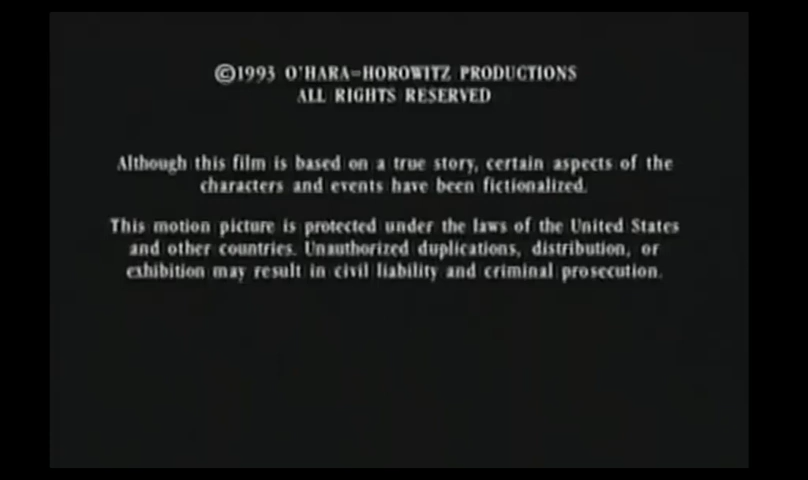 ©1993 O'HARA-HOROWITZ PRODUCTIONS
ALL RIGHTS RESERVED
Although this film is based on a true story, certain aspects of the
characters and events have been fictionalized.
This motion picture is protected under the laws of the United States
and other countries. Unauthorized duplications, distribution, or
exhibition may result in civil liability and criminal prosecution.